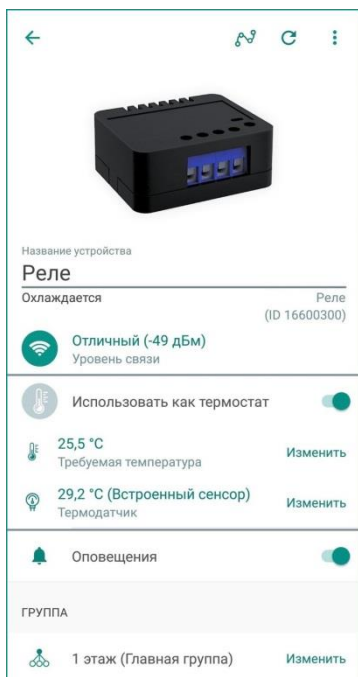 Название устройства
Реле
Охлаждается Реле
(ID 16600300)
Отличный (-49 дБм)
Уровень связи
Использовать как термостат
25,5 °C
Требуемая температура Изменить
29,2 °C (Встроенный сенсор)
Термодатчик Изменить
Оповещения
ГРУППА
1 этаж (Главная группа) Изменить